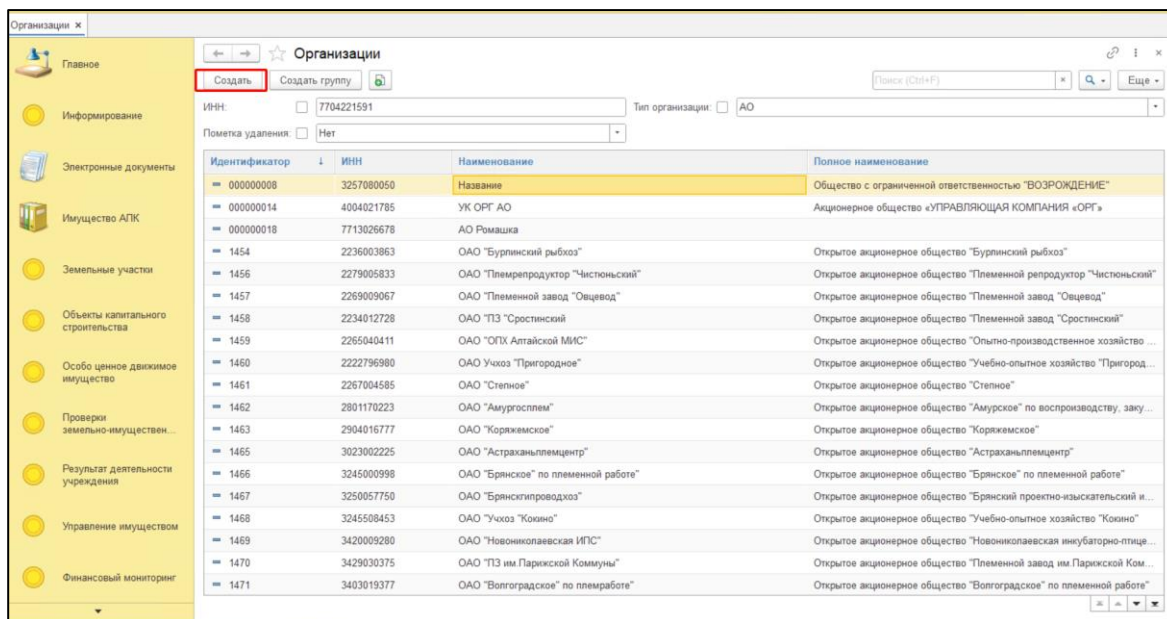 Организации ×
Главное
Информирование
Электронные документы
Имущество АПК
Земельные участки
Объекты капитального
строительства
Особо ценное движимое
имущество
Проверки
земельно-имуществен...
Результат деятельности
учреждения
Управление имуществом
Финансовый мониторинг
Организации
Создать Создать группу Поиск (Ctrl+F) × Еще
ИНН: 7704221591 Тип организации: АО
Пометка удаления: Нет
Идентификатор ↓ ИНН Наименование Полное наименование
000000008 3257080050 Название Общество с ограниченной ответственностью "ВОЗРОЖДЕНИЕ"
000000014 4004021785 УК ОРГ АО Акционерное общество «УПРАВЛЯЮЩАЯ КОМПАНИЯ «ОРГ»
000000018 7713026678 АО Ромашка
1454 2236003863 ОАО "Бурлинский рыбхоз" Открытое акционерное общество "Бурлинский рыбхоз"
1456 2279005833 ОАО "Племрепродуктор "Чистюньский" Открытое акционерное общество "Племенной репродуктор "Чистюньский"
1457 2269009067 ОАО "Племенной завод "Овцевод" Открытое акционерное общество "Племенной завод "Овцевод"
1458 2234012728 ОАО "ПЗ "Сростинский Открытое акционерное общество "Племенной завод "Сростинский"
1459 2265040411 ОАО "ОПХ Алтайской МИС" Открытое акционерное общество "Опытно-производственное хозяйство ...
1460 2222796980 ОАО Учхоз "Пригородное" Открытое акционерное общество "Учебно-опытное хозяйство "Пригород...
1461 2267004585 ОАО "Степное" Открытое акционерное общество "Степное"
1462 2801170223 ОАО "Амургосплем" Открытое акционерное общество "Амурское" по воспроизводству, заку...
1463 2904016777 ОАО "Коряжемское" Открытое акционерное общество "Коряжемское"
1465 3023002225 ОАО "Астраханьплемцентр" Открытое акционерное общество "Астраханьплемцентр"
1466 3245000998 ОАО "Брянское" по племенной работе" Открытое акционерное общество "Брянское" по племенной работе"
1467 3250057750 ОАО "Брянскгипроводхоз" Открытое акционерное общество "Брянский проектно-изыскательский и...
1468 3245508453 ОАО "Учхоз "Кокино" Открытое акционерное общество "Учебно-опытное хозяйство "Кокино"
1469 3420009280 ОАО "Новониколаевская ИПС" Открытое акционерное общество "Новониколаевская инкубаторно-птице...
1470 3429030375 ОАО "ПЗ им.Парижской Коммуны" Открытое акционерное общество "Племенной завод им.Парижской Ком...
1471 3403019377 ОАО "Волгоградское" по племработе" Открытое акционерное общество "Волгоградское" по племенной работе"